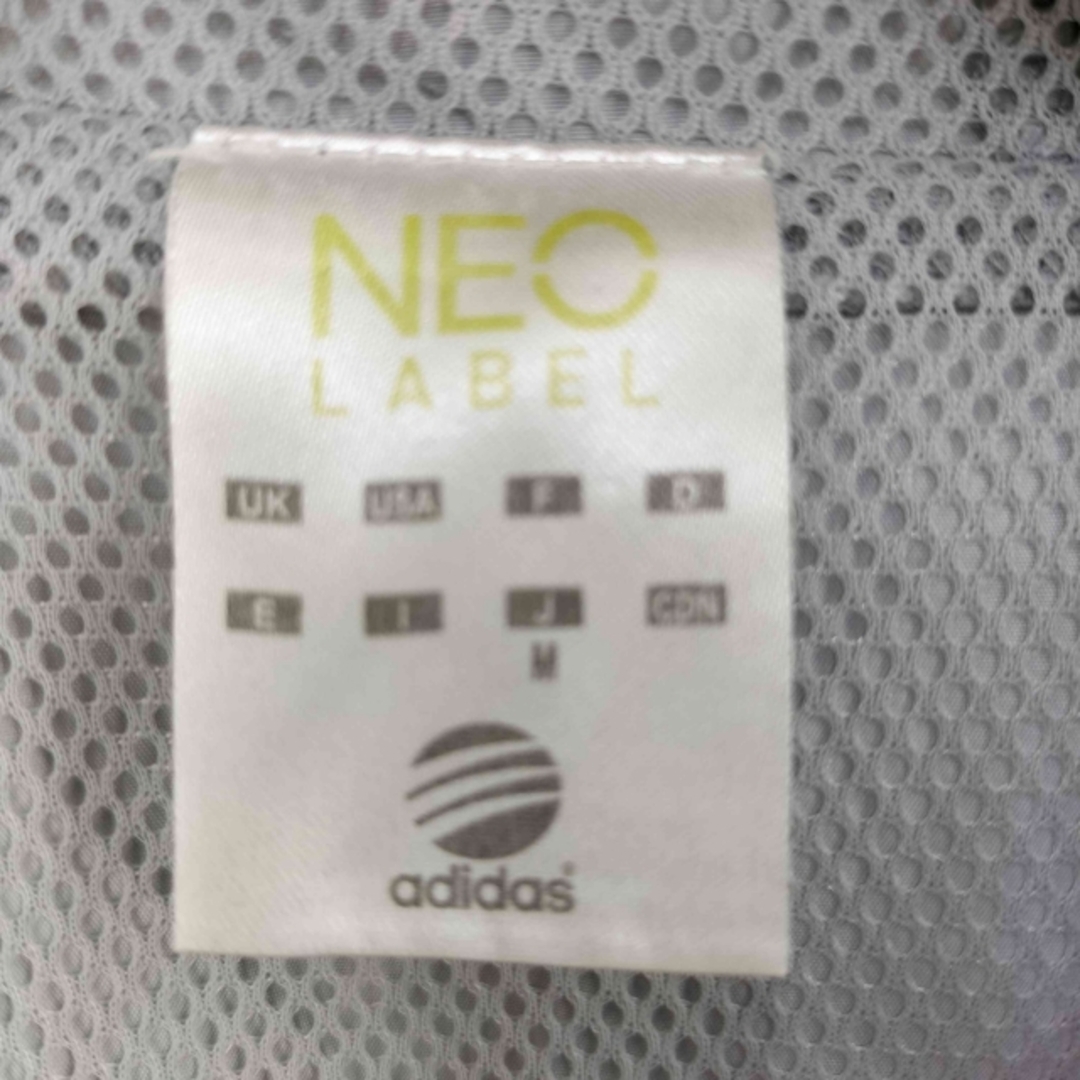 NEO
LABEL
UK USA F D
E I J CDN
M
adidas®